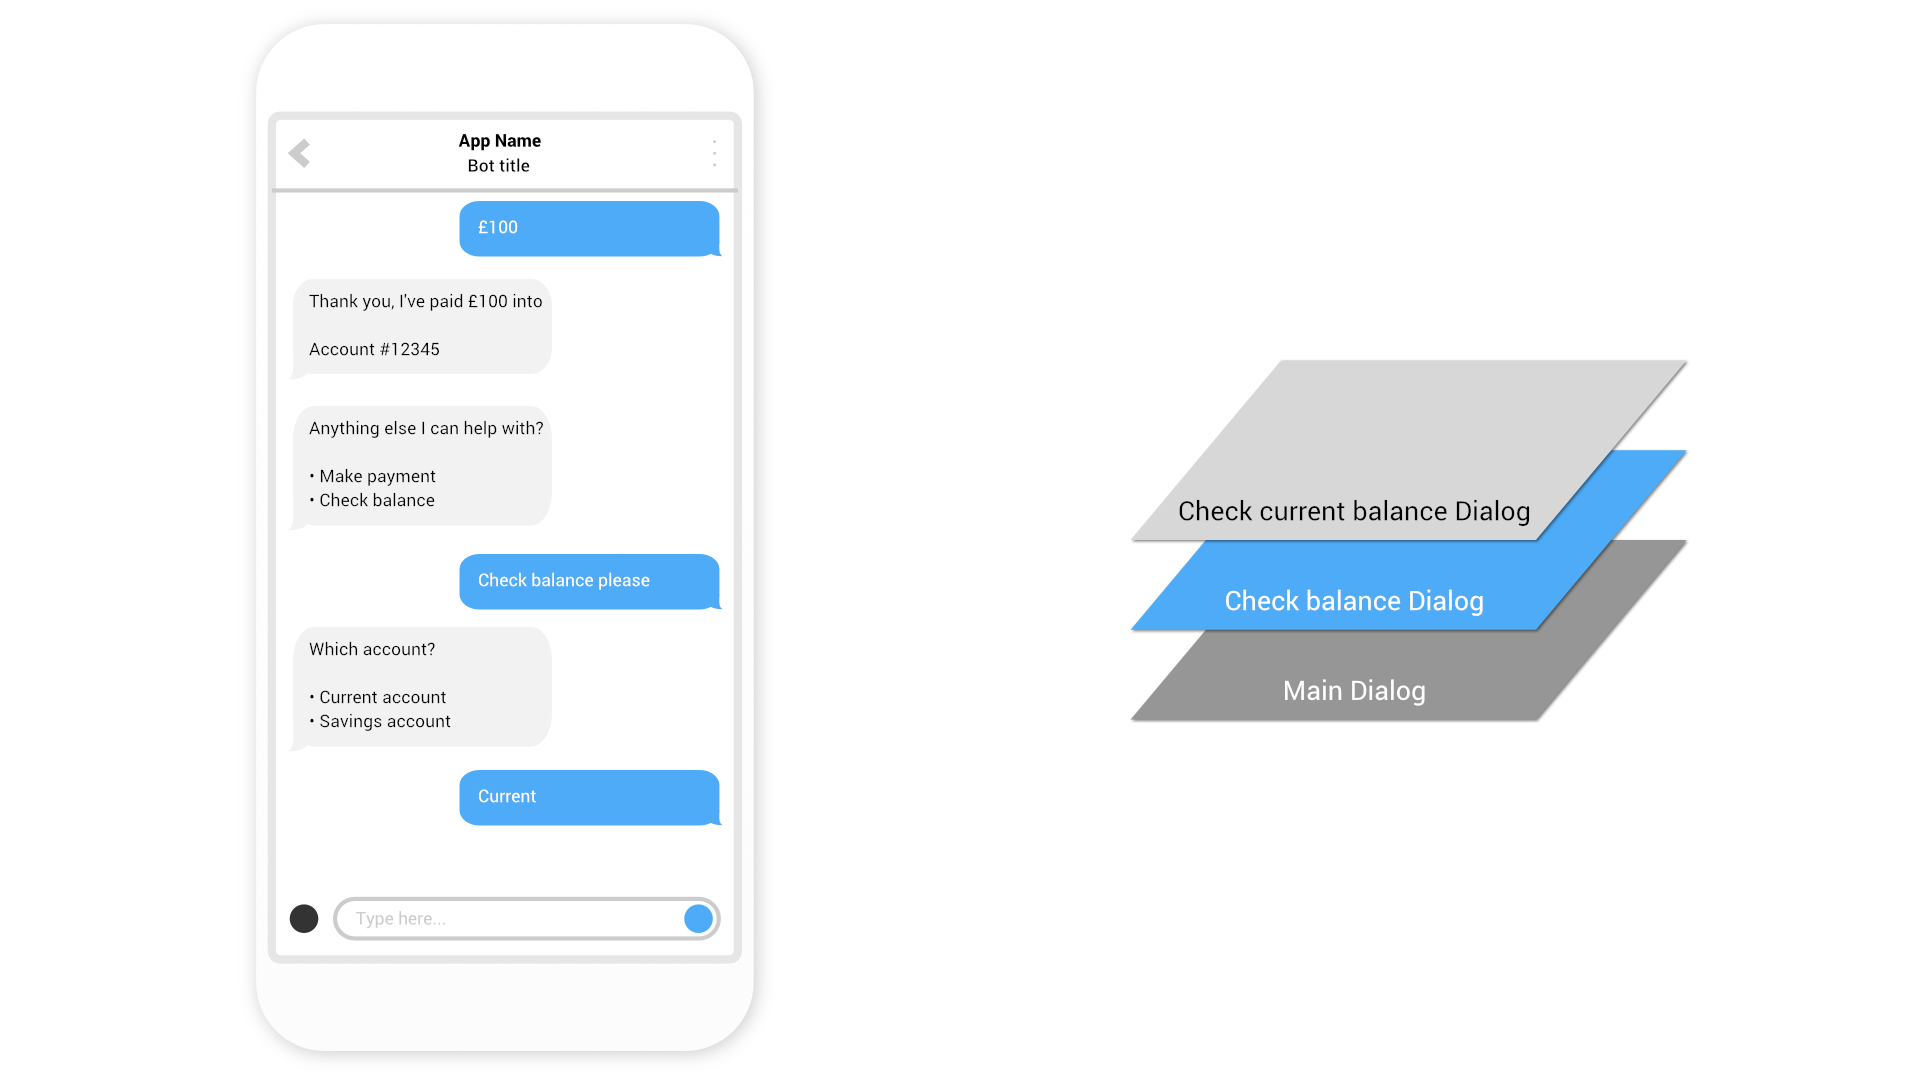 App Name
Bot title
£100
Thank you, I've paid £100 into
Account #12345
Anything else I can help with?
• Make payment
• Check balance
Check balance please
Which account?
• Current account
• Savings account
Current
Type here...
Check current balance Dialog
Check balance Dialog
Main Dialog